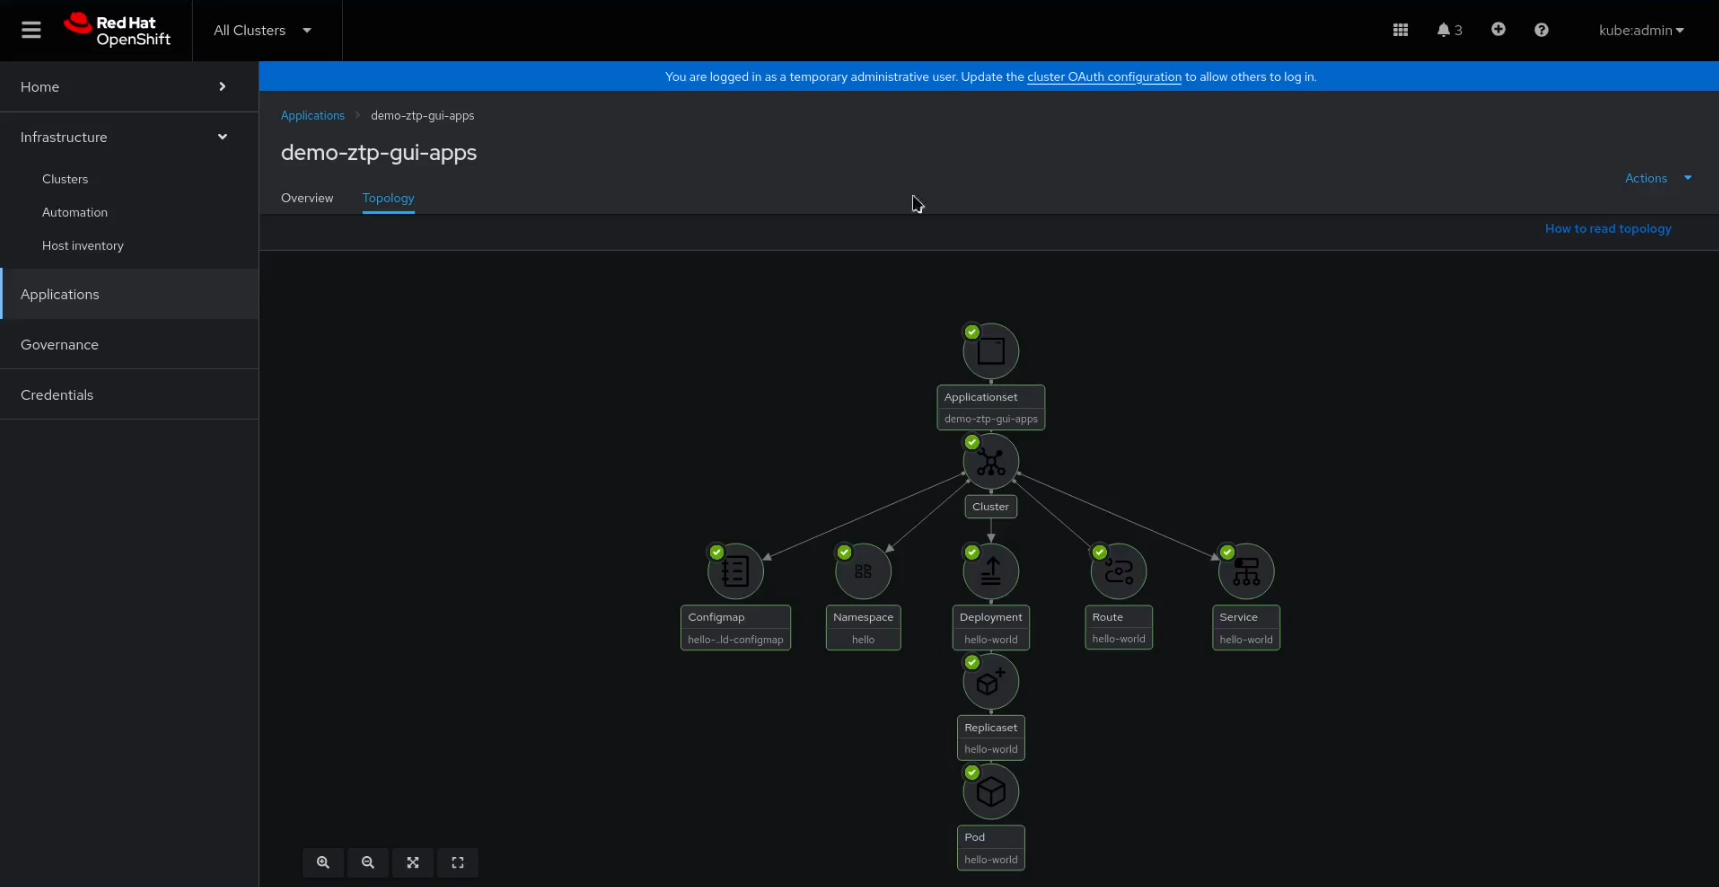 Red Hat
OpenShift
All Clusters
3
kube:admin
You are logged in as a temporary administrative user. Update the cluster OAuth configuration to allow others to log in.
Home
Infrastructure
Clusters
Automation
Host inventory
Applications
Governance
Credentials
Applications > demo-ztp-gui-apps
demo-ztp-gui-apps
Actions
Overview Topology
How to read topology
Applicationset
demo-ztp-gui-apps
Cluster
Configmap
hello-..ld-configmap
Namespace
hello
Deployment
hello-world
Route
hello-world
Service
hello-world
Replicaset
hello-world
Pod
hello-world